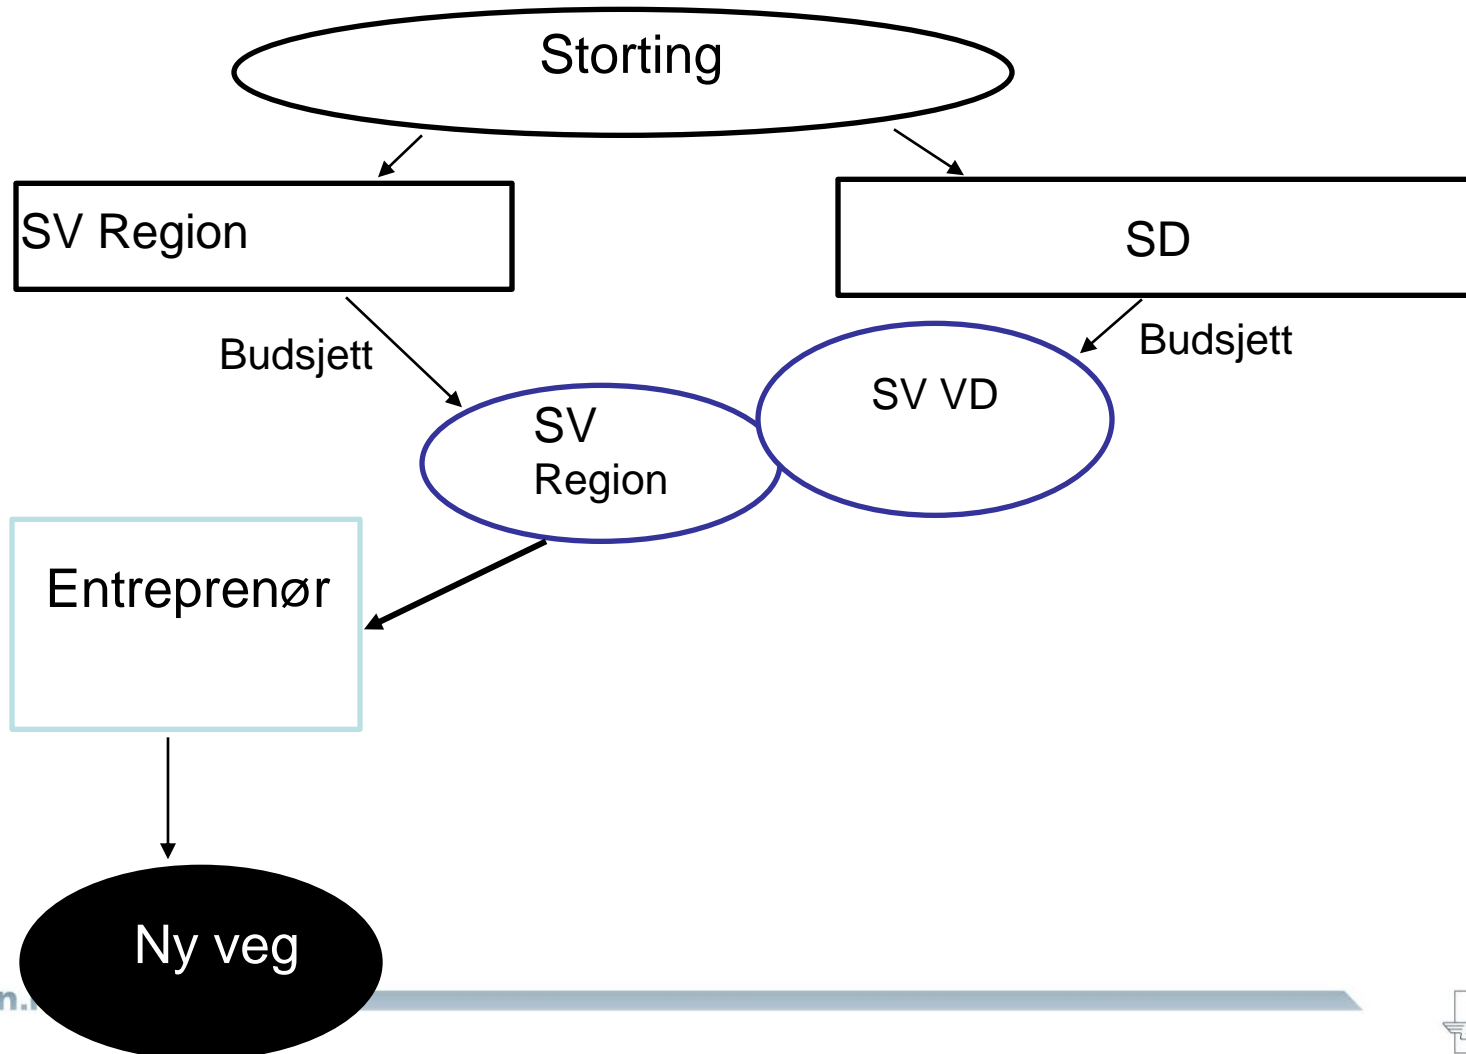 Storting
SV Region
SD
Budsjett
Budsjett
SV VD
SV
Region
Entreprenør
Ny veg